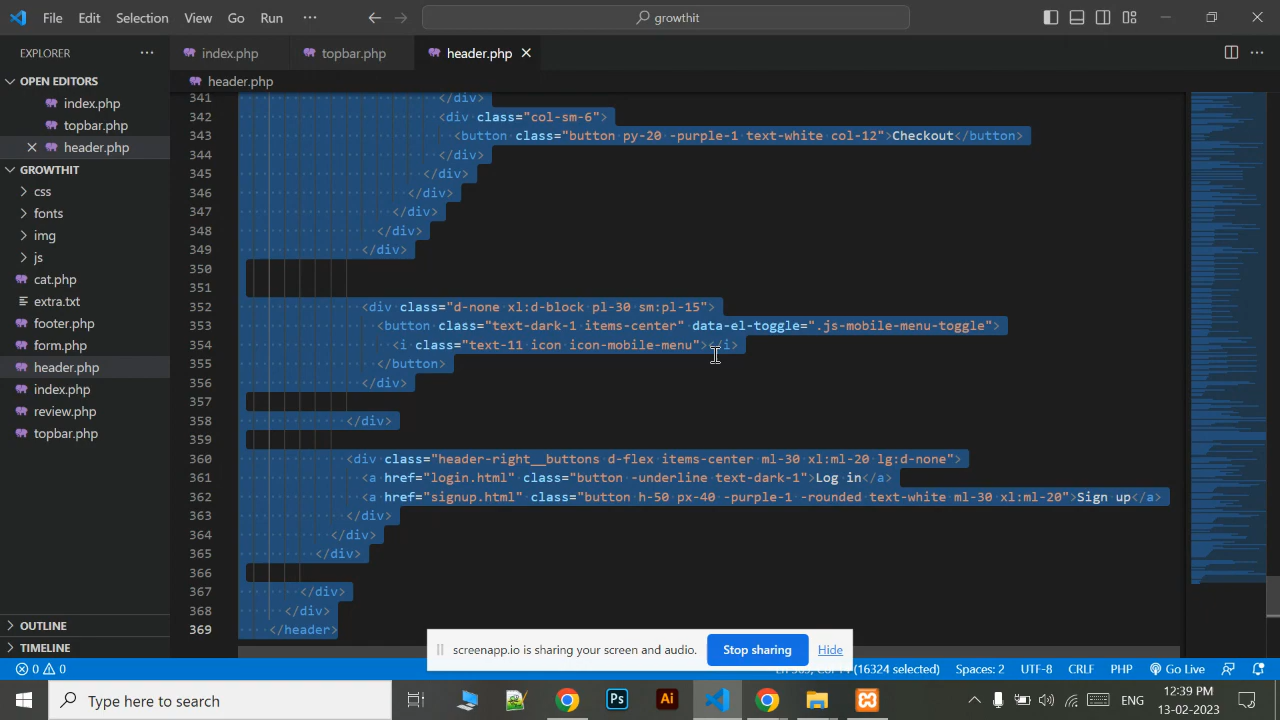 File Edit Selection View Go Run ··· growthit
EXPLORER ···
OPEN EDITORS
index.php
topbar.php
header.php
GROWTHIT
css
fonts
img
js
cat.php
extra.txt
footer.php
form.php
header.php
index.php
review.php
topbar.php
OUTLINE
TIMELINE
index.php topbar.php header.php
header.php
341 </div>
342 <div class="col-sm-6">
343 <button class="button py-20 -purple-1 text-white col-12">Checkout</button>
344 </div>
345 </div>
346 </div>
347 </div>
348 </div>
349 </div>
350
351
352 <div class="d-none xl:d-block pl-30 sm:pl-15">
353 <button class="text-dark-1 items-center" data-el-toggle=".js-mobile-menu-toggle">
354 <i class="text-11 icon icon-mobile-menu"></i>
355 </button>
356 </div>
357
358 </div>
359
360 <div class="header-right__buttons d-flex items-center ml-30 xl:ml-20 lg:d-none">
361 <a href="login.html" class="button -underline text-dark-1">Log in</a>
362 <a href="signup.html" class="button h-50 px-40 -purple-1 -rounded text-white ml-30 xl:ml-20">Sign up</a>
363 </div>
364 </div>
365 </div>
366
367 </div>
368 </div>
369 </header>
screenapp.io is sharing your screen and audio. Stop sharing Hide
0 0 (16324 selected) Spaces: 2 UTF-8 CRLF PHP Go Live
Type here to search Ps Ai ENG
12:39 PM
13-02-2023